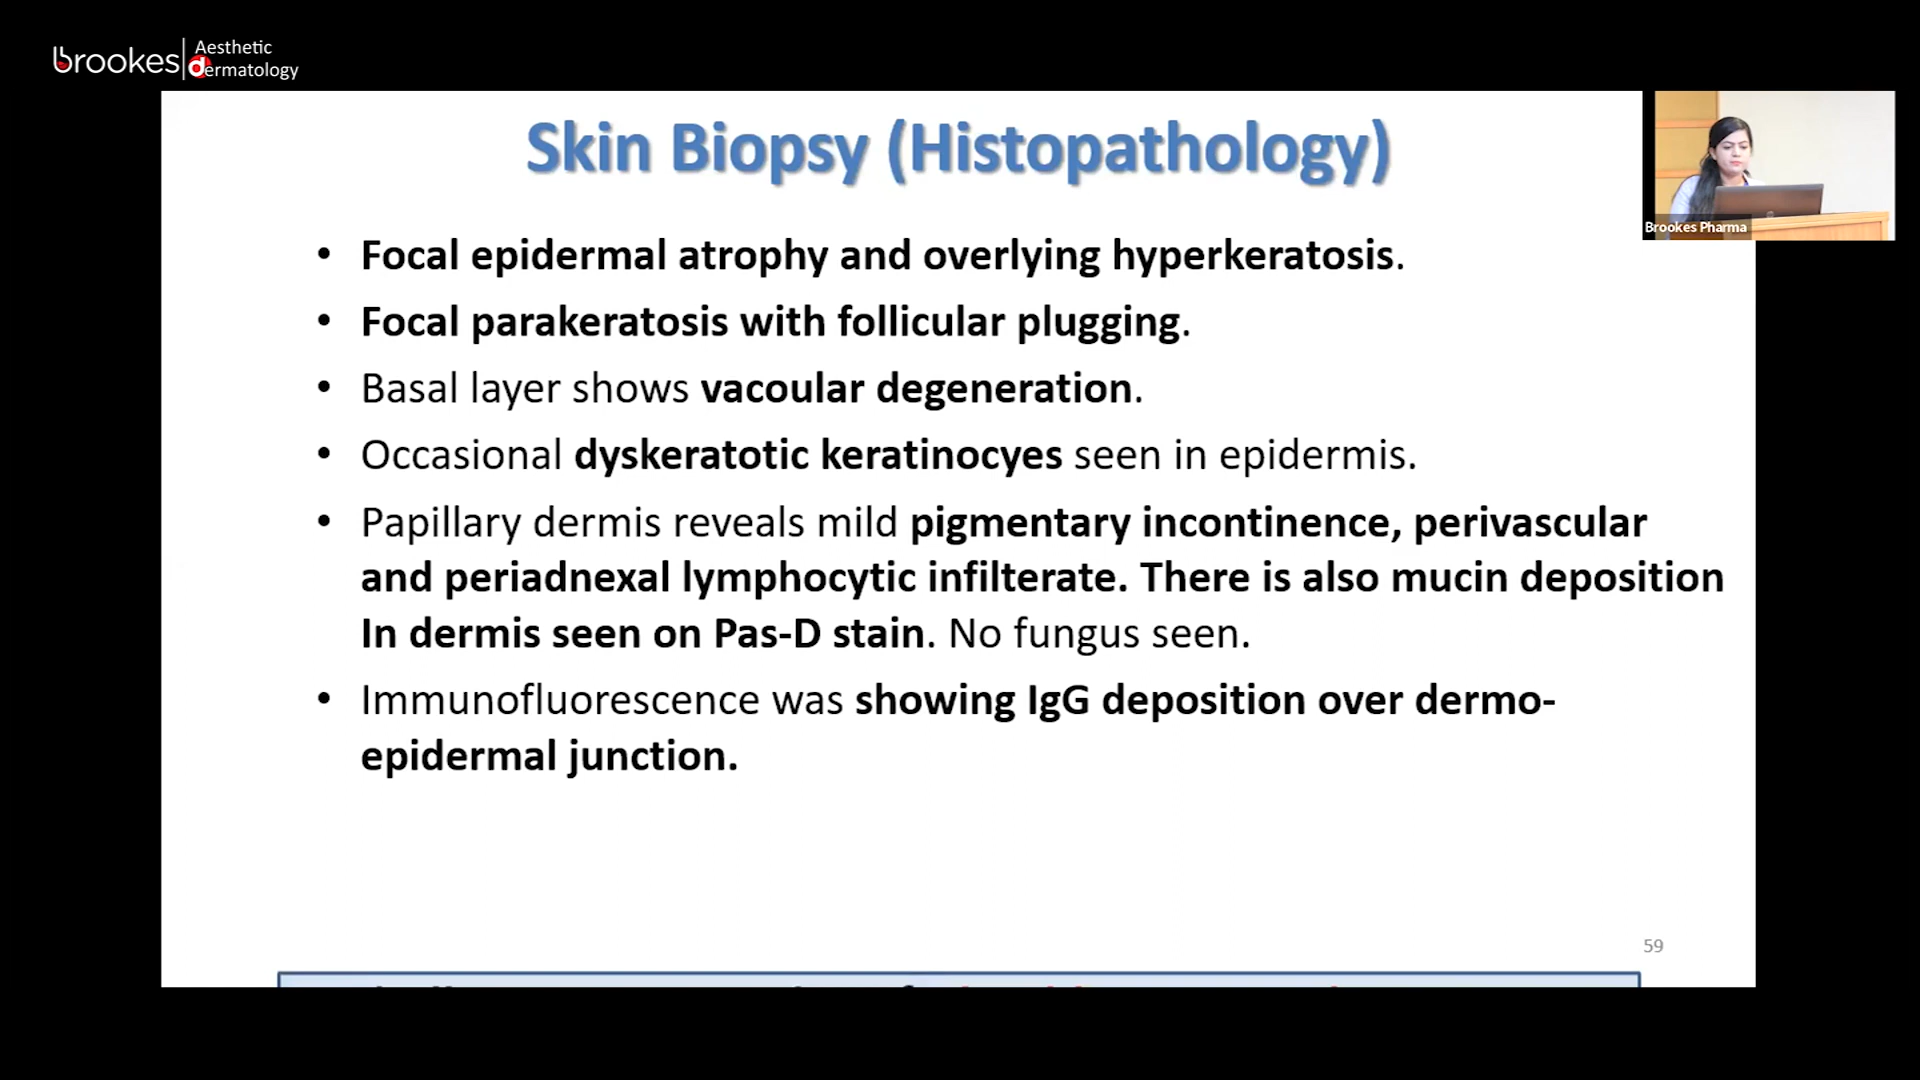 brookes
Aesthetic
dermatology
Skin Biopsy (Histopathology)
Brookes Pharma
• Focal epidermal atrophy and overlying hyperkeratosis.
• Focal parakeratosis with follicular plugging.
• Basal layer shows vacoular degeneration.
• Occasional dyskeratotic keratinocyes seen in epidermis.
• Papillary dermis reveals mild pigmentary incontinence, perivascular
and periadnexal lymphocytic infilterate. There is also mucin deposition
In dermis seen on Pas-D stain. No fungus seen.
• Immunofluorescence was showing IgG deposition over dermo-
epidermal junction.
59